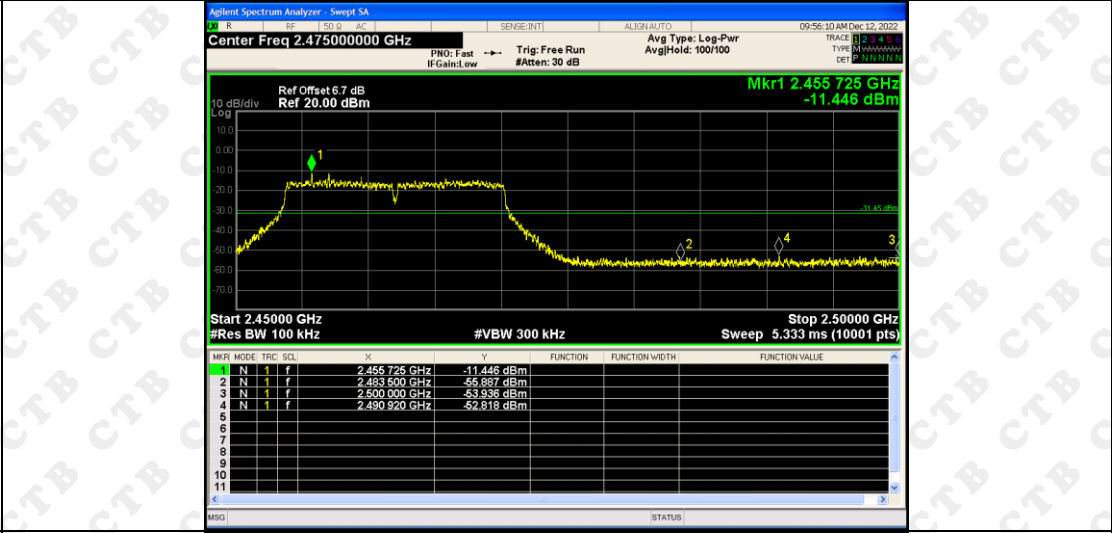 Agilent Spectrum Analyzer - Swept SA
R RF 50 Ω AC SENSE:INT ALIGN AUTO 09:56:10 AM Dec 12, 2022
Center Freq 2.475000000 GHz
PNO: Fast
IFGain:Low
Trig: Free Run
#Atten: 30 dB
Avg Type: Log-Pwr
Avg|Hold: 100/100
TRACE 1 2 3 4 5 6
TYPE M
DET P N N N N N
Mkr1 2.455 725 GHz
-11.446 dBm
Ref Offset 6.7 dB
10 dB/div Ref 20.00 dBm
Log
10.0
0.00
-10.0
-20.0
-30.0
-40.0
-50.0
-60.0
-70.0
1
-31.45 dBm
2
4
3
Start 2.45000 GHz Stop 2.50000 GHz
#Res BW 100 kHz #VBW 300 kHz Sweep 5.333 ms (10001 pts)
MKR MODE TRC SCL X Y FUNCTION FUNCTION WIDTH FUNCTION VALUE
1 N 1 f 2.455 725 GHz -11.446 dBm
2 N 1 f 2.483 500 GHz -55.887 dBm
3 N 1 f 2.500 000 GHz -53.936 dBm
4 N 1 f 2.490 920 GHz -52.818 dBm
5
6
7
8
9
10
11
MSG STATUS
CTB